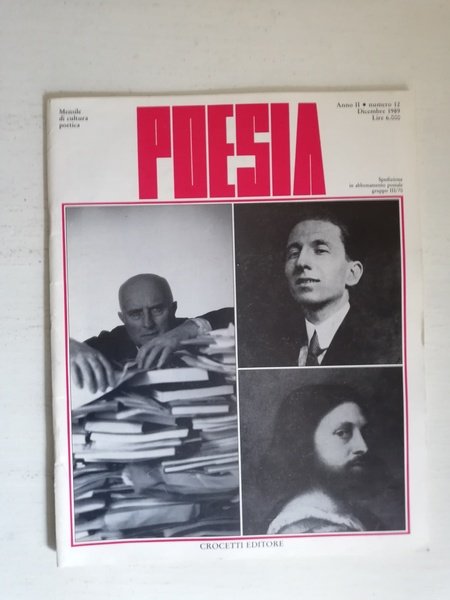 Mensile
di cultura
poetica
POESIA
Anno II • numero 12
Dicembre 1989
Lire 6.000
Spedizione
in abbonamento postale
gruppo III/70
CROCETTI EDITORE